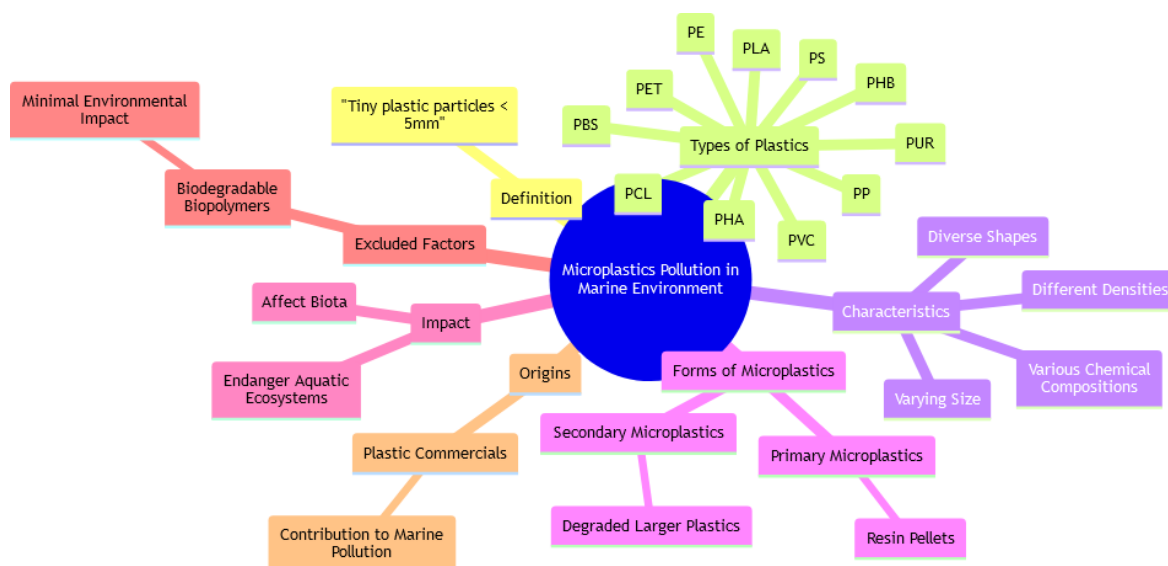 PE
PLA
PS
PHB
PET
PBS
Types of Plastics
PUR
PCL
PHA
PVC
PP
Minimal Environmental
Impact
"Tiny plastic particles <
5mm"
Biodegradable
Biopolymers
Definition
Excluded Factors
Microplastics Pollution in
Marine Environment
Diverse Shapes
Different Densities
Characteristics
Various Chemical
Compositions
Varying Size
Affect Biota
Impact
Endanger Aquatic
Ecosystems
Origins
Plastic Commercials
Contribution to Marine
Pollution
Forms of Microplastics
Secondary Microplastics
Degraded Larger Plastics
Primary Microplastics
Resin Pellets